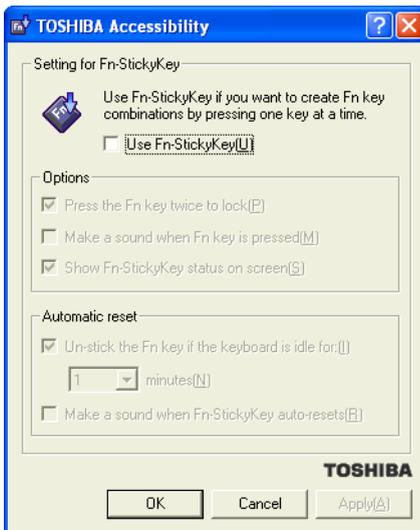 TOSHIBA Accessibility
Setting for Fn-StickyKey
Fn
Use Fn-StickyKey if you want to create Fn key
combinations by pressing one key at a time.
Use Fn-StickyKey(U)
Options
Press the Fn key twice to lock(P)
Make a sound when Fn key is pressed(M)
Show Fn-StickyKey status on screen(S)
Automatic reset
Un-stick the Fn key if the keyboard is idle for:(I)
1 minutes(N)
Make a sound when Fn-StickyKey auto-resets(R)
TOSHIBA
OK Cancel Apply(A)